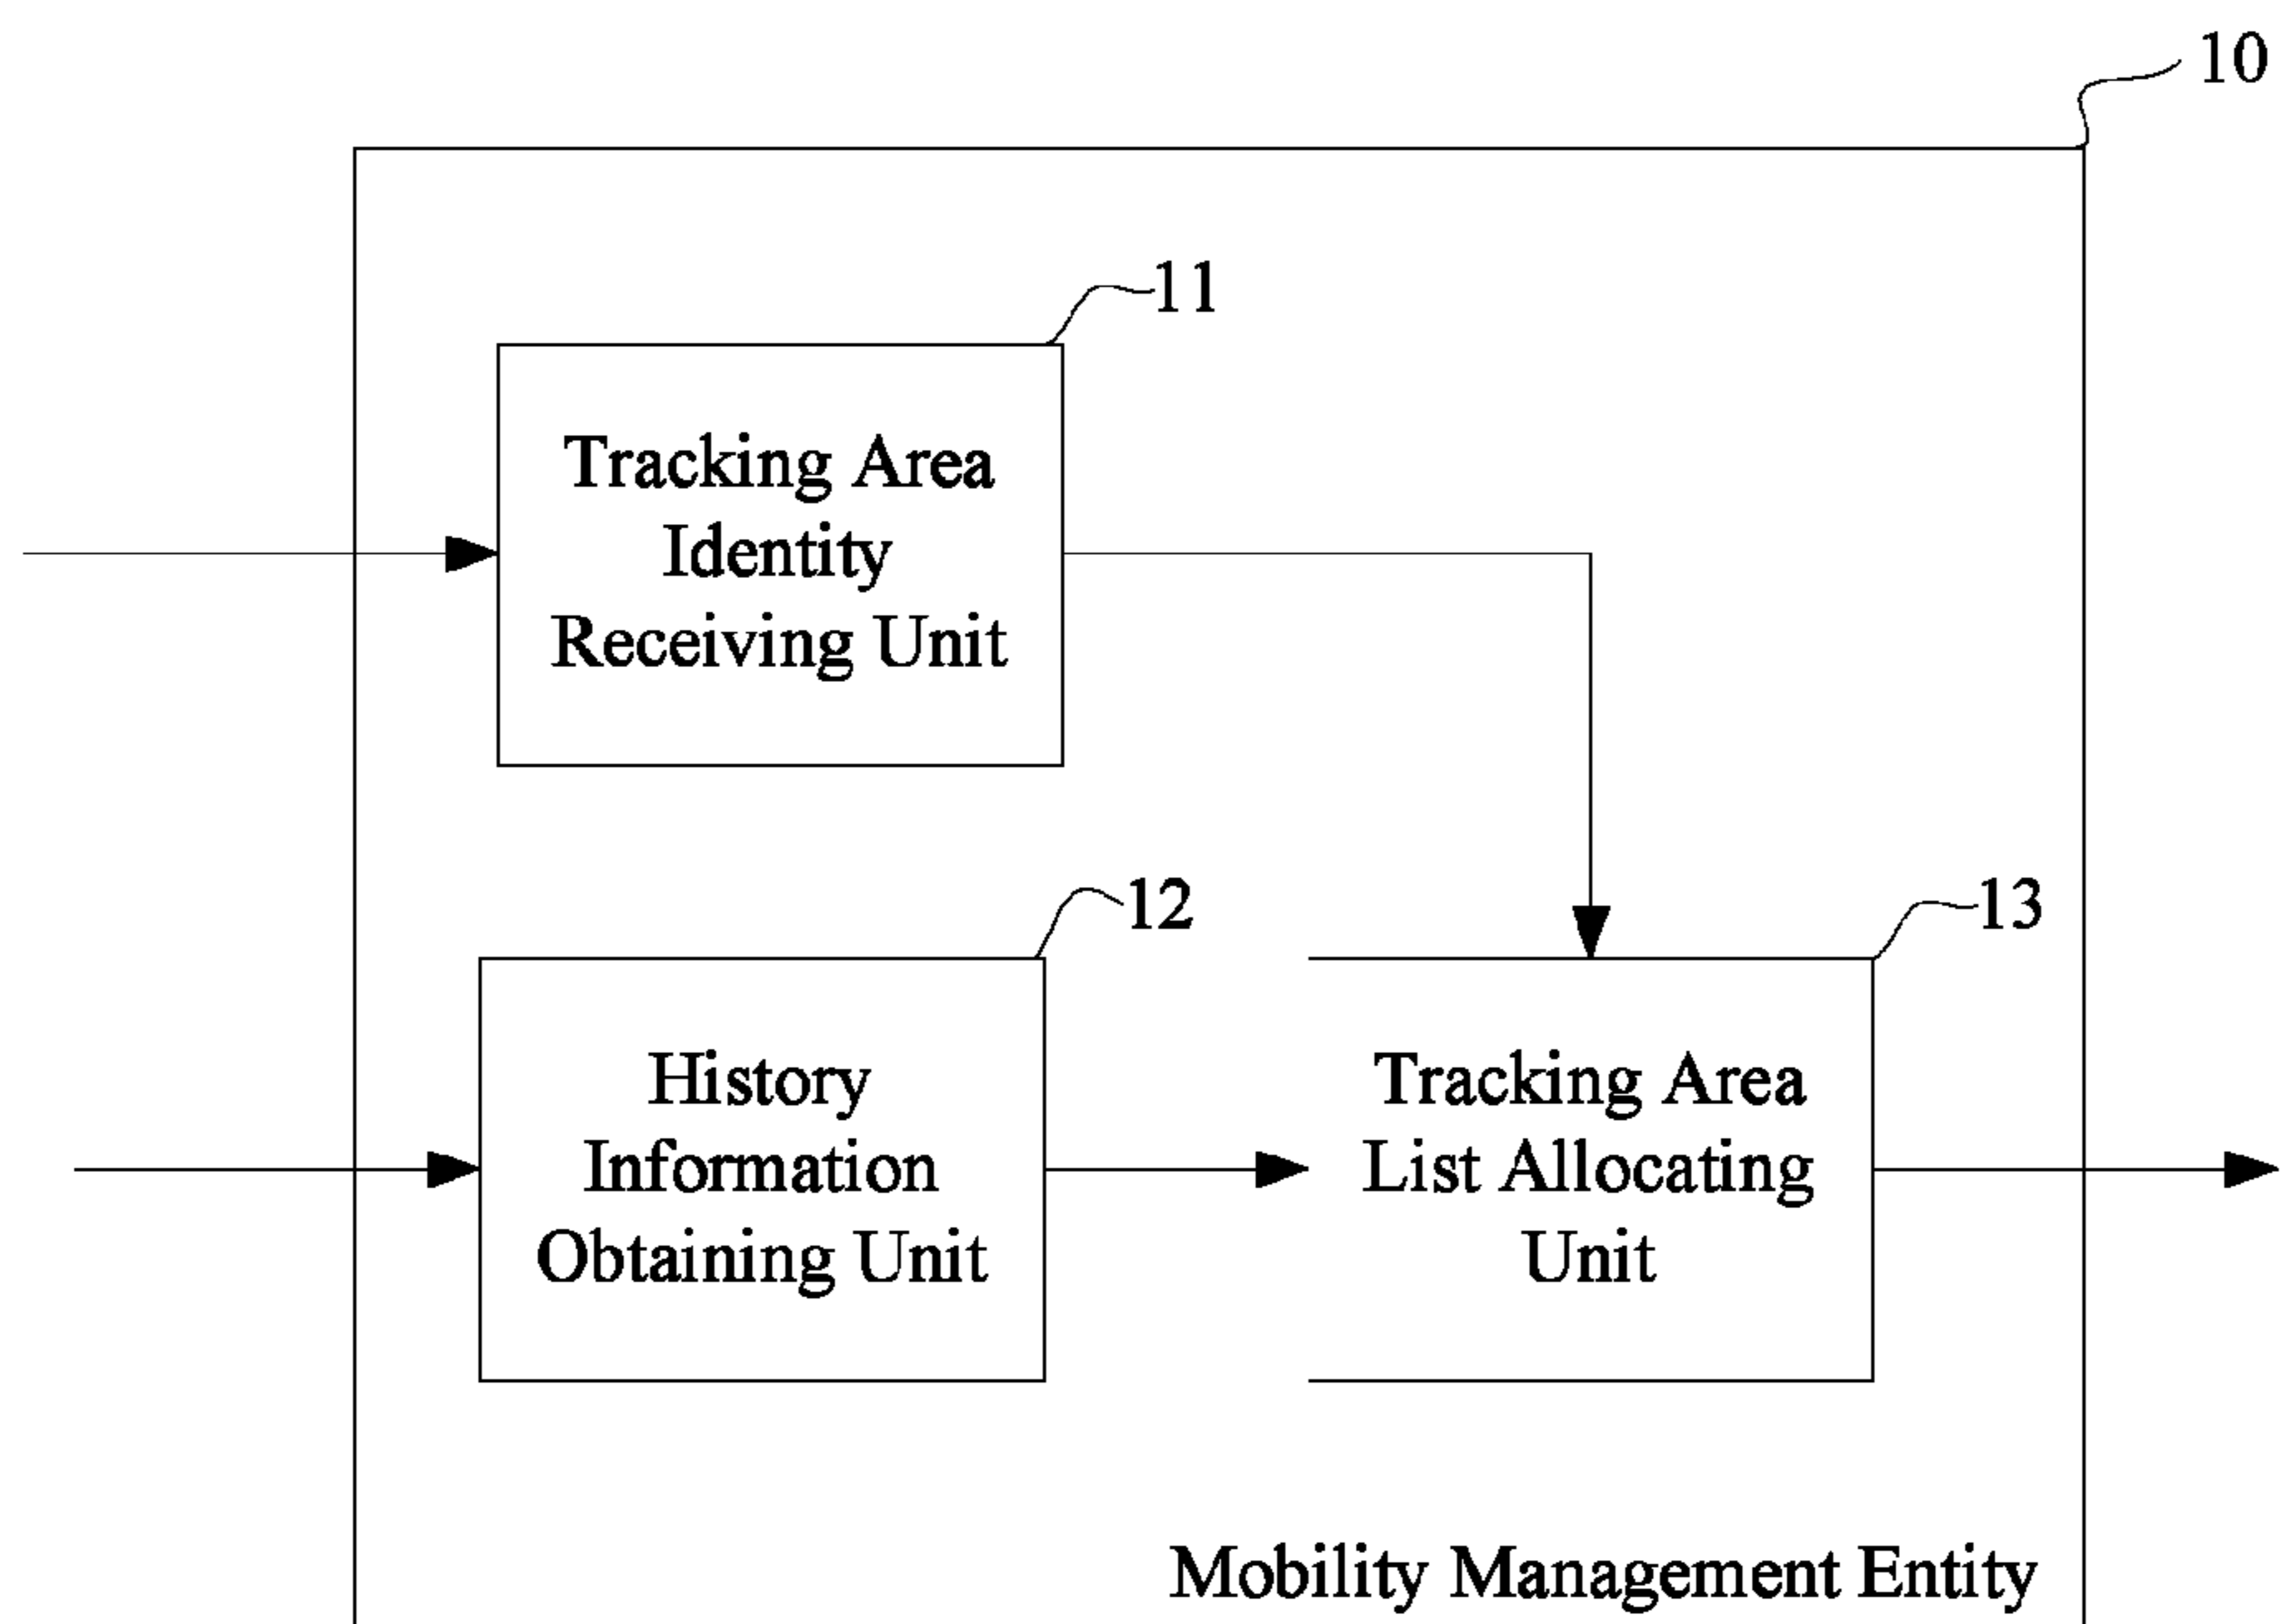 10
11
Tracking Area
Identity
Receiving Unit
12
13
History
Information
Obtaining Unit
Tracking Area
List Allocating
Unit
Mobility Management Entity